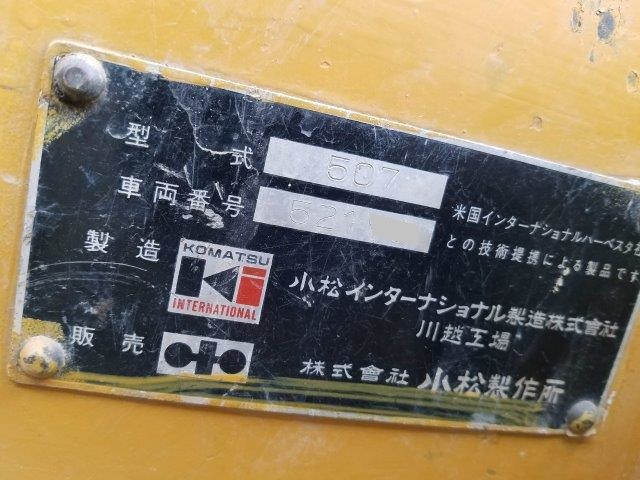 型式 507
車両番号 521
米国インターナショナルハーベスタ社
との技術提携による製品です
製造 KOMATSU
INTERNATIONAL
小松インターナショナル製造株式會社
川越工場
販売 株式會社 小松製作所